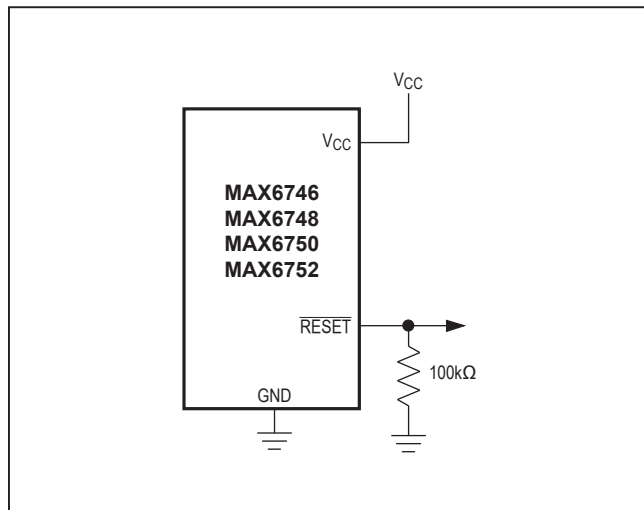 VCC
VCC
MAX6746
MAX6748
MAX6750
MAX6752
RESET
100kΩ
GND